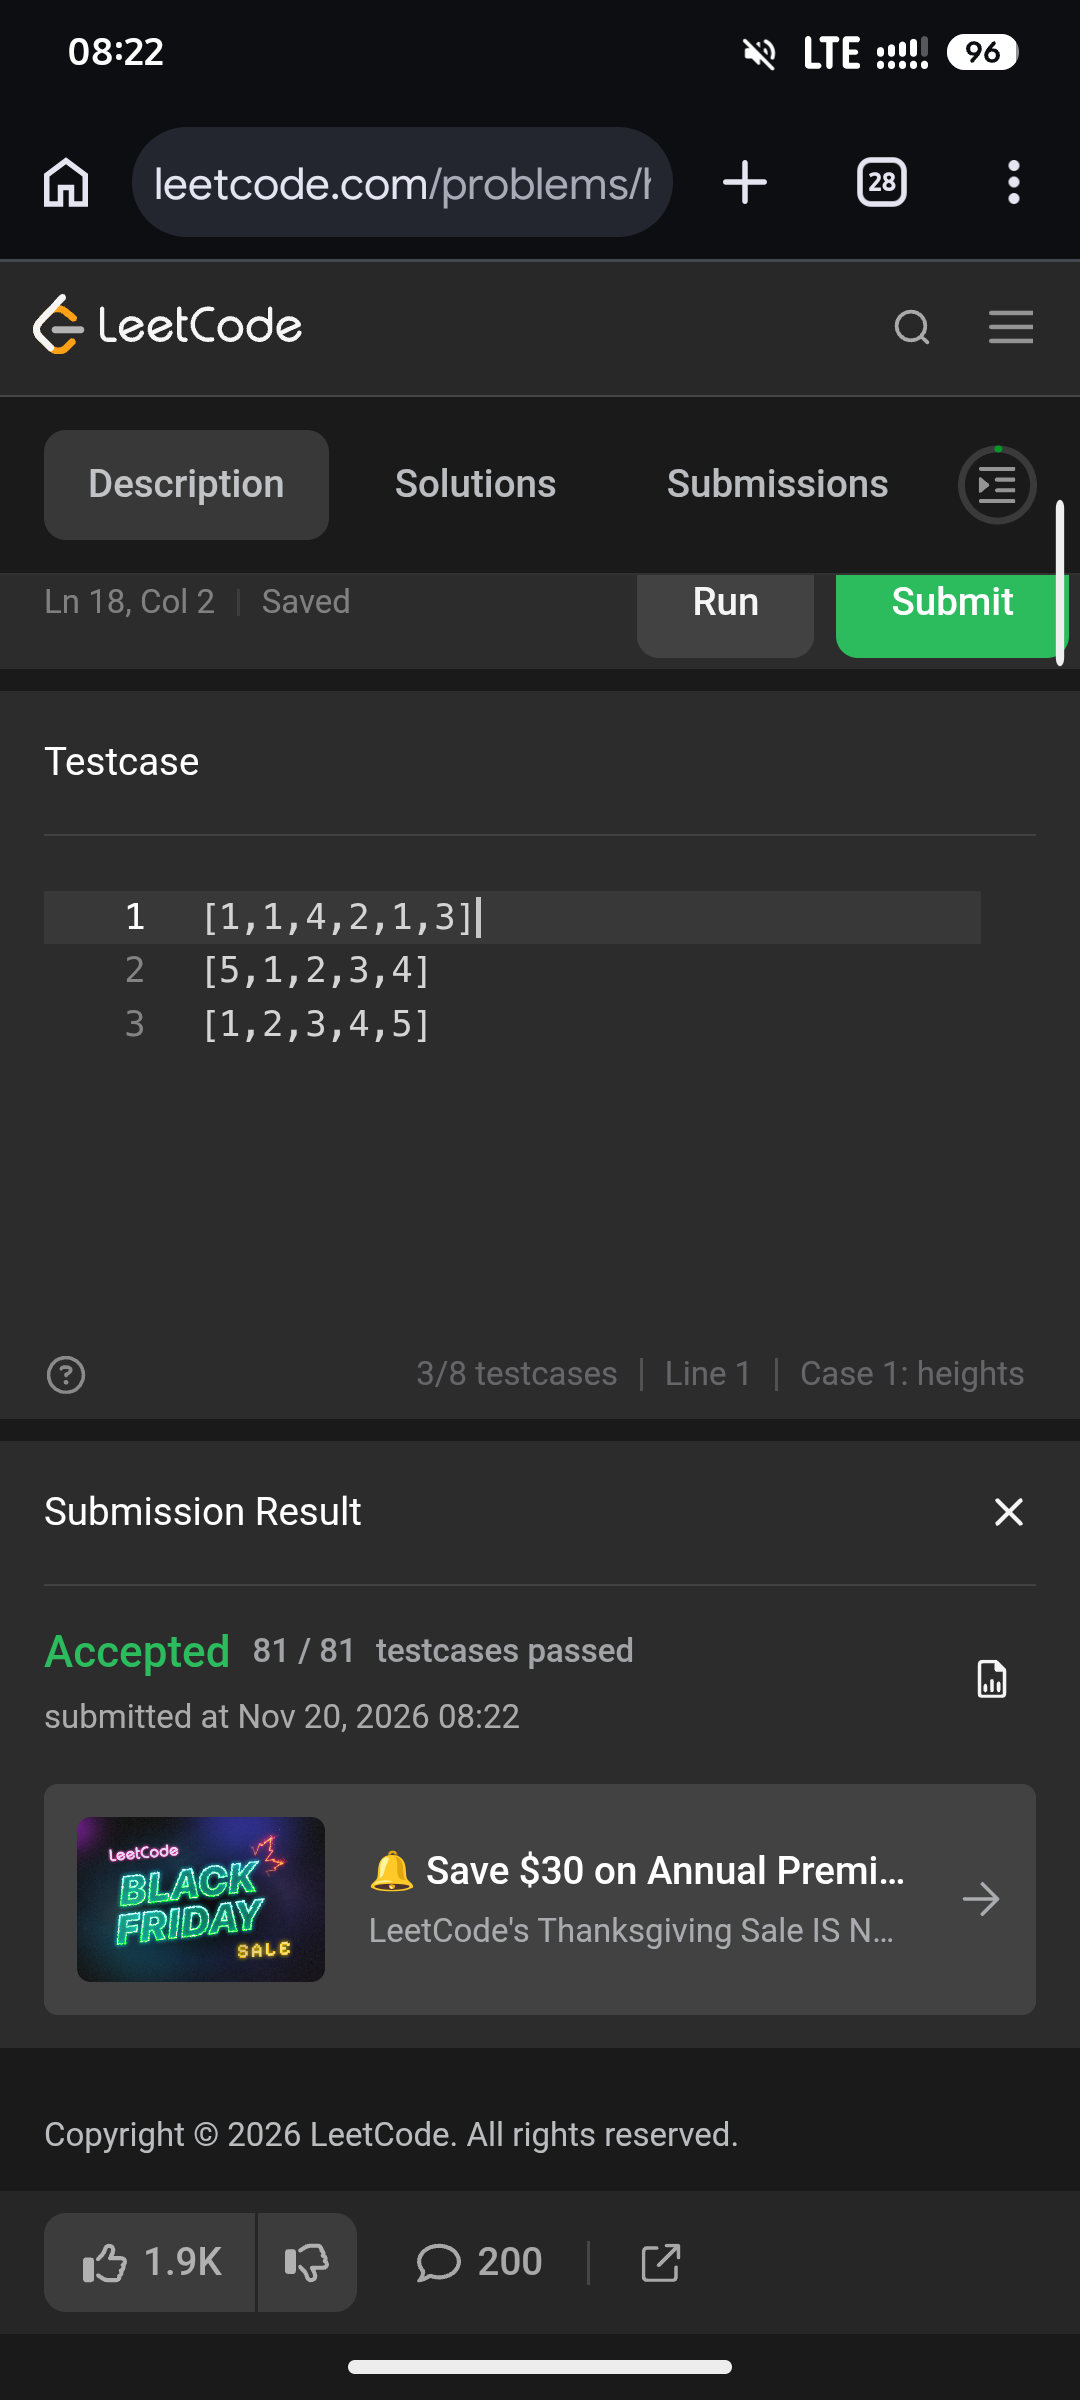 08:22
LTE
96
leetcode.com/problems/h
28
LeetCode
Description
Solutions
Submissions
Ln 18, Col 2
Saved
Run
Submit
Testcase
1 [1,1,4,2,1,3]
2 [5,1,2,3,4]
3 [1,2,3,4,5]
3/8 testcases
Line 1
Case 1: heights
Submission Result
Accepted 81 / 81 testcases passed
submitted at Nov 20, 2026 08:22
LeetCode
BLACK
FRIDAY
SALE
🔔 Save $30 on Annual Premi...
LeetCode's Thanksgiving Sale IS N...
Copyright © 2026 LeetCode. All rights reserved.
1.9K
200